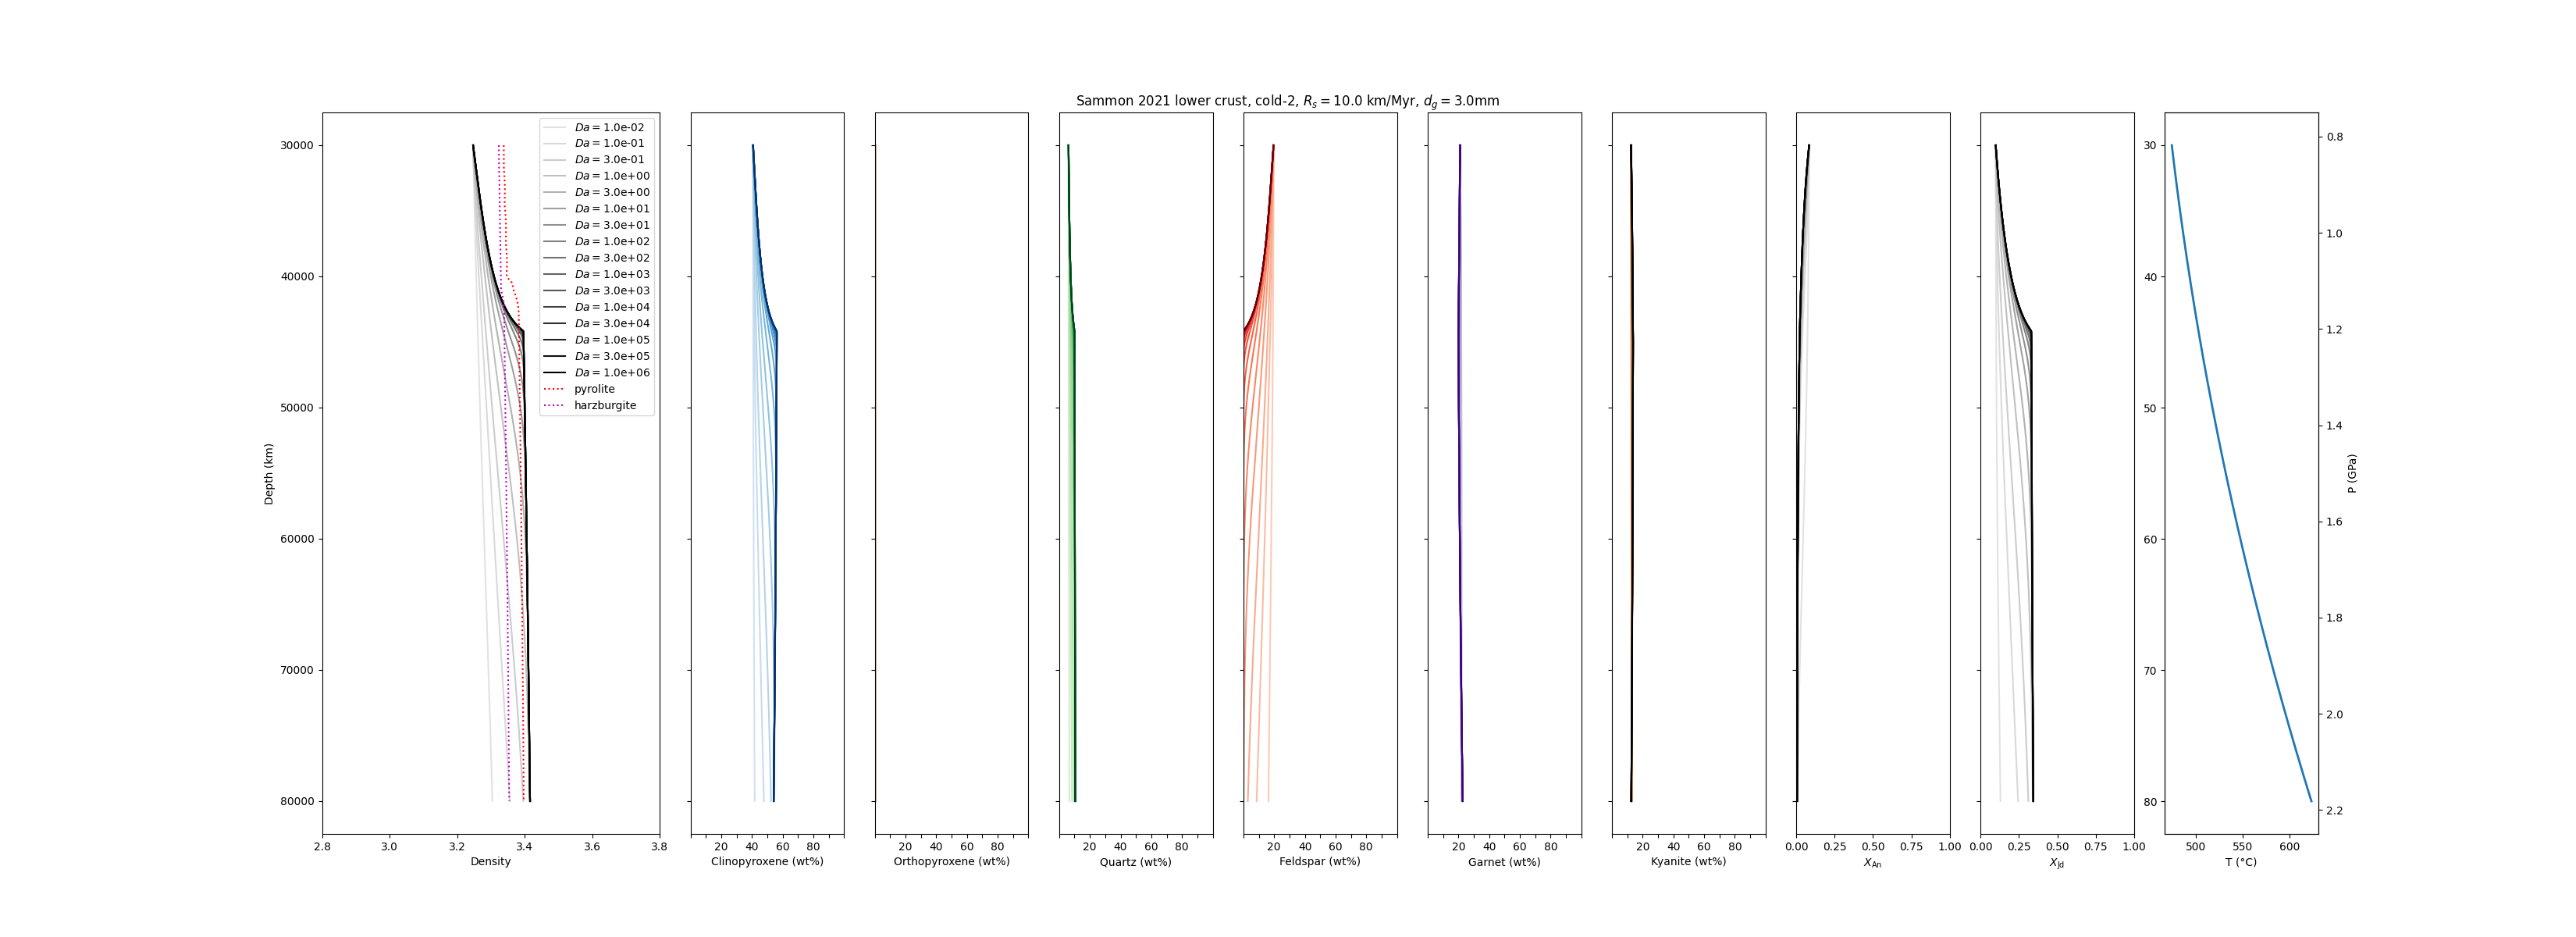 Sammon 2021 lower crust, cold-2, R_s = 10.0 km/Myr, d_g = 3.0mm
Da = 1.0e-02
Da = 1.0e-01
Da = 3.0e-01
Da = 1.0e+00
Da = 3.0e+00
Da = 1.0e+01
Da = 3.0e+01
Da = 1.0e+02
Da = 3.0e+02
Da = 1.0e+03
Da = 3.0e+03
Da = 1.0e+04
Da = 3.0e+04
Da = 1.0e+05
Da = 3.0e+05
Da = 1.0e+06
pyrolite
harzburgite
Depth (km)
30000
40000
50000
60000
70000
80000
2.8 3.0 3.2 3.4 3.6 3.8
Density
20 40 60 80
Clinopyroxene (wt%)
20 40 60 80
Orthopyroxene (wt%)
20 40 60 80
Quartz (wt%)
20 40 60 80
Feldspar (wt%)
20 40 60 80
Garnet (wt%)
20 40 60 80
Kyanite (wt%)
0.00 0.25 0.50 0.75 1.00
X_An
0.00 0.25 0.50 0.75 1.00
X_Jd
30
40
50
60
70
80
500 550 600
T (°C)
0.8
1.0
1.2
1.4
1.6
1.8
2.0
2.2
P (GPa)